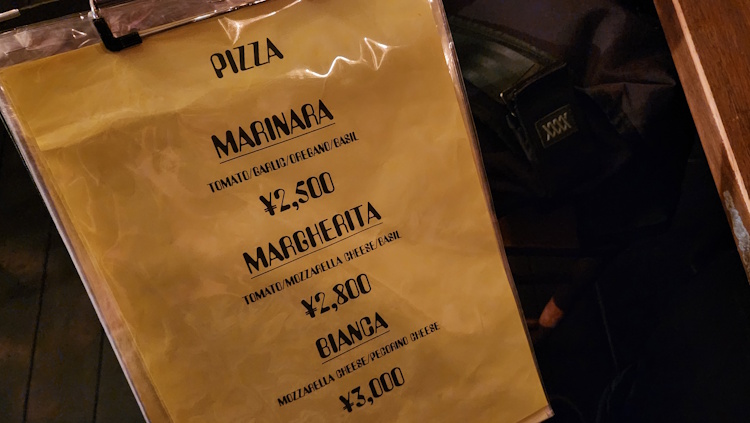 PIZZA
MARINARA
TOMATO/GARLIC/OREGANO/BASIL
¥2,500
MARGHERITA
TOMATO/MOZZARELLA CHEESE/BASIL
¥2,800
BIANCA
MOZZARELLA CHEESE/PECORINO CHEESE
¥3,000
XXXX